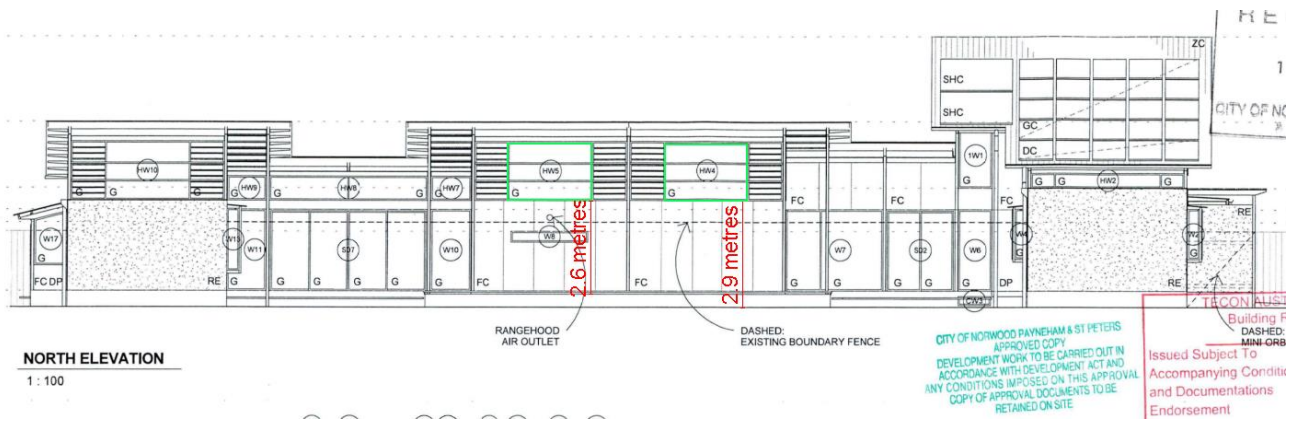 RE
1
CITY OF NO
ZC
SHC
SHC
GC
DC
1W1
G
HW10
G
G
G
HW9
G
HW8
G
G
HW7
HW5
G
HW4
G
FC
FC
FC
G
G
HW2
G
RE
W17
G
FC DP
RE
W13
W11
G
G
S07
G
G
W10
G
FC
W8
2.6 metres
FC
2.9 metres
G
W7
G
S02
G
G
W6
G
DP
W4
G
CW3
RE
W2
G
RANGEHOOD
AIR OUTLET
DASHED:
EXISTING BOUNDARY FENCE
DASHED:
MINI ORB
NORTH ELEVATION
1 : 100
CITY OF NORWOOD PAYNEHAM & ST PETERS
APPROVED COPY
DEVELOPMENT WORK TO BE CARRIED OUT IN
ACCORDANCE WITH DEVELOPMENT ACT AND
ANY CONDITIONS IMPOSED ON THIS APPROVAL
COPY OF APPROVAL DOCUMENTS TO BE
RETAINED ON SITE
TECON AUST
Building
Issued Subject To
Accompanying Conditio
and Documentations
Endorsement